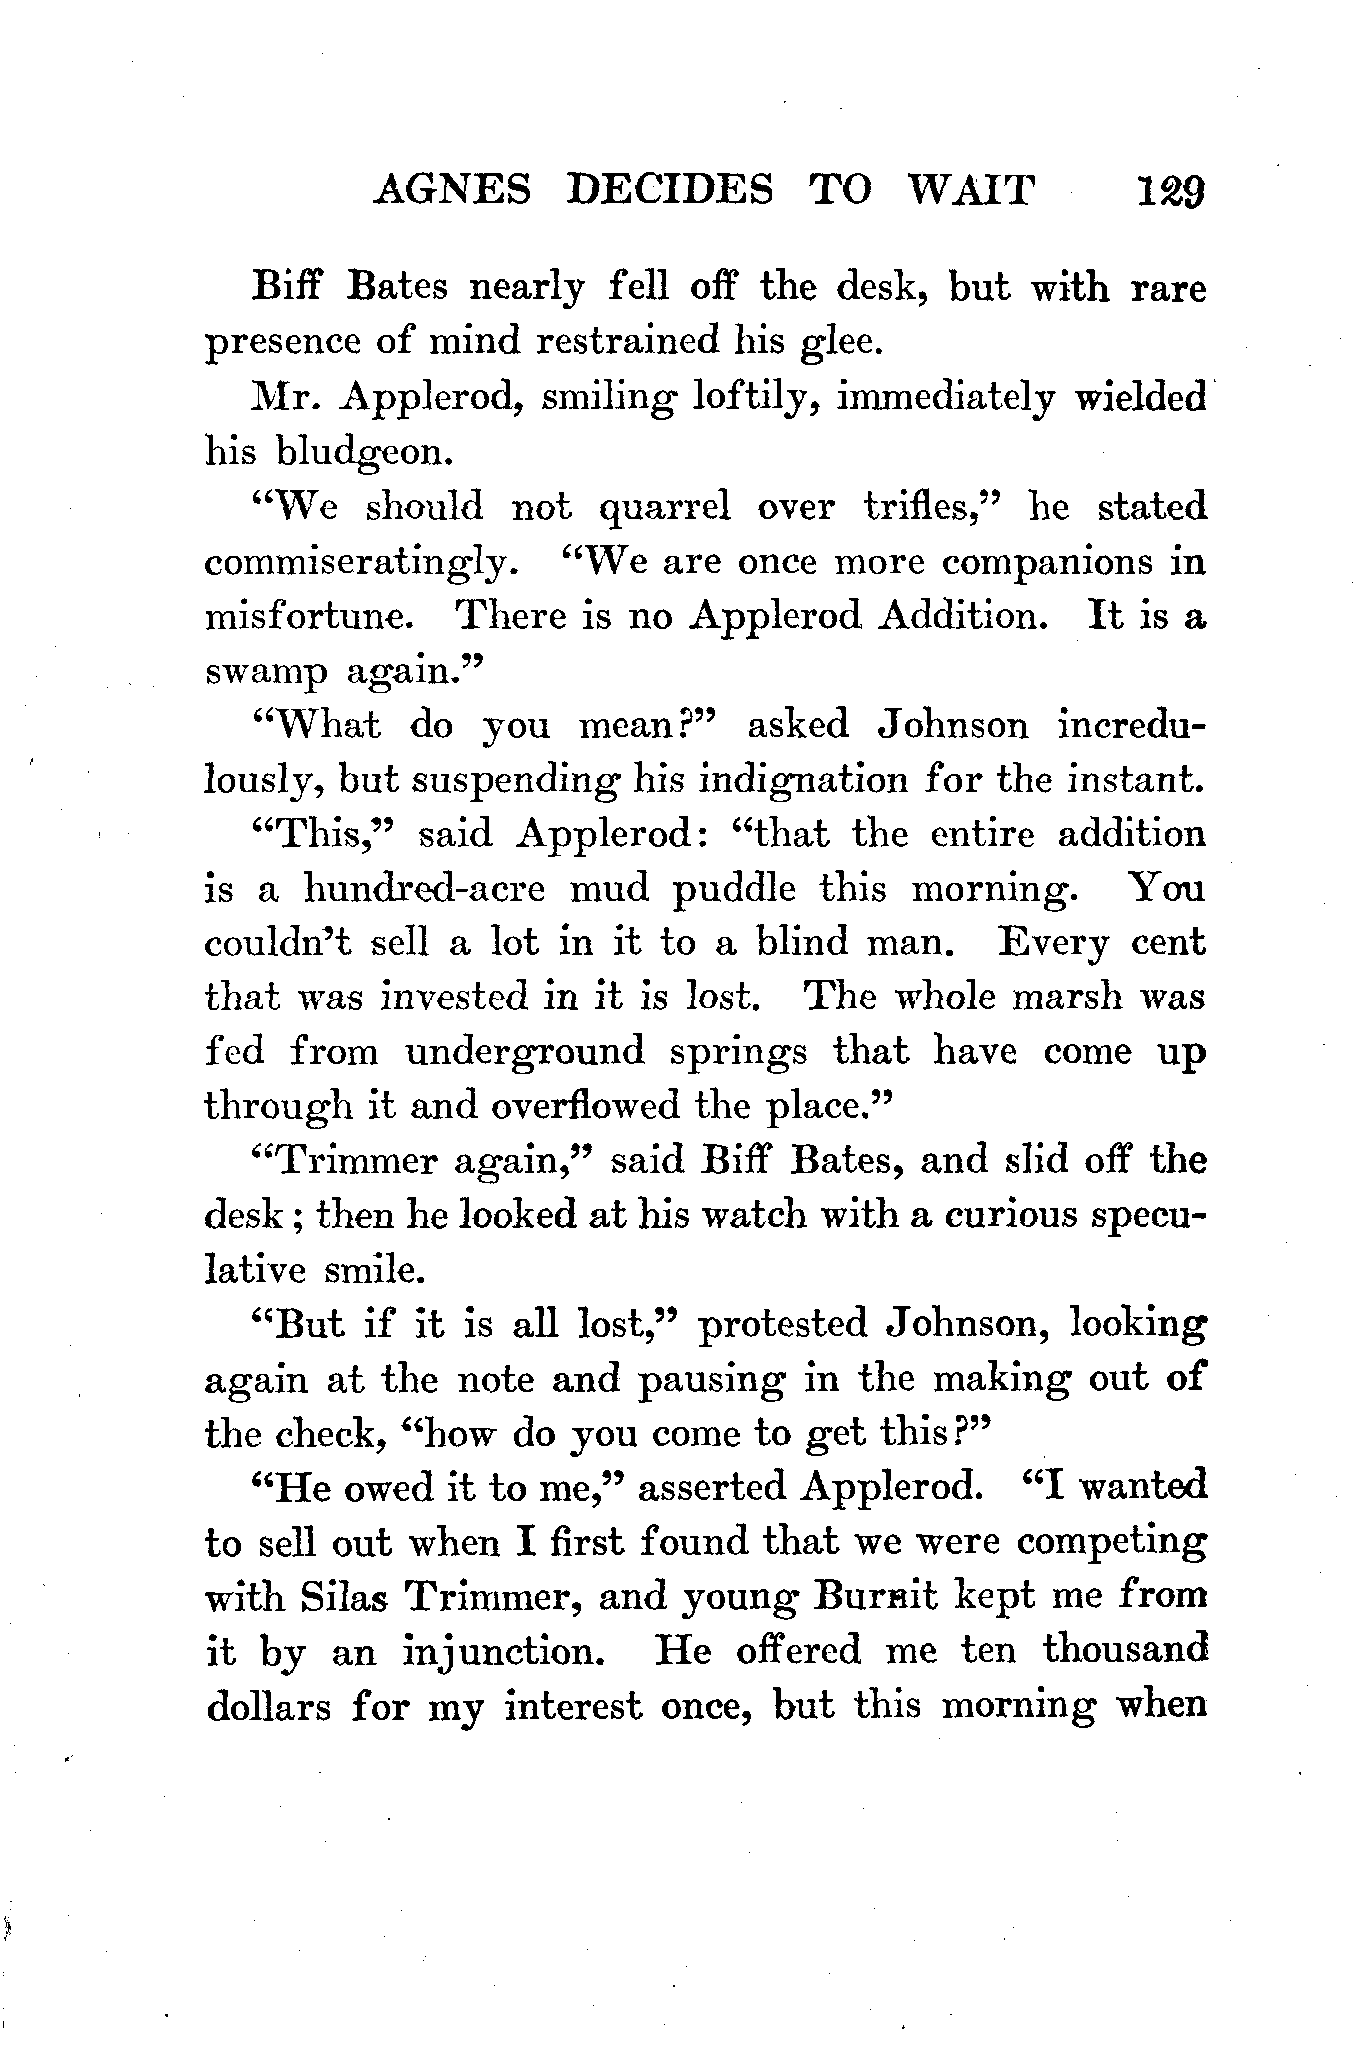 AGNES DECIDES TO WAIT 129
Biff Bates nearly fell off the desk, but with rare
presence of mind restrained his glee.
Mr. Applerod, smiling loftily, immediately wielded
his bludgeon.
“We should not quarrel over trifles,” he stated
commiseratingly. “We are once more companions in
misfortune. There is no Applerod Addition. It is a
swamp again.”
“What do you mean?” asked Johnson incredu-
lously, but suspending his indignation for the instant.
“This,” said Applerod: “that the entire addition
is a hundred-acre mud puddle this morning. You
couldn’t sell a lot in it to a blind man. Every cent
that was invested in it is lost. The whole marsh was
fed from underground springs that have come up
through it and overflowed the place.”
“Trimmer again,” said Biff Bates, and slid off the
desk; then he looked at his watch with a curious specu-
lative smile.
“But if it is all lost,” protested Johnson, looking
again at the note and pausing in the making out of
the check, “how do you come to get this?”
“He owed it to me,” asserted Applerod. “I wanted
to sell out when I first found that we were competing
with Silas Trimmer, and young Burnit kept me from
it by an injunction. He offered me ten thousand
dollars for my interest once, but this morning when